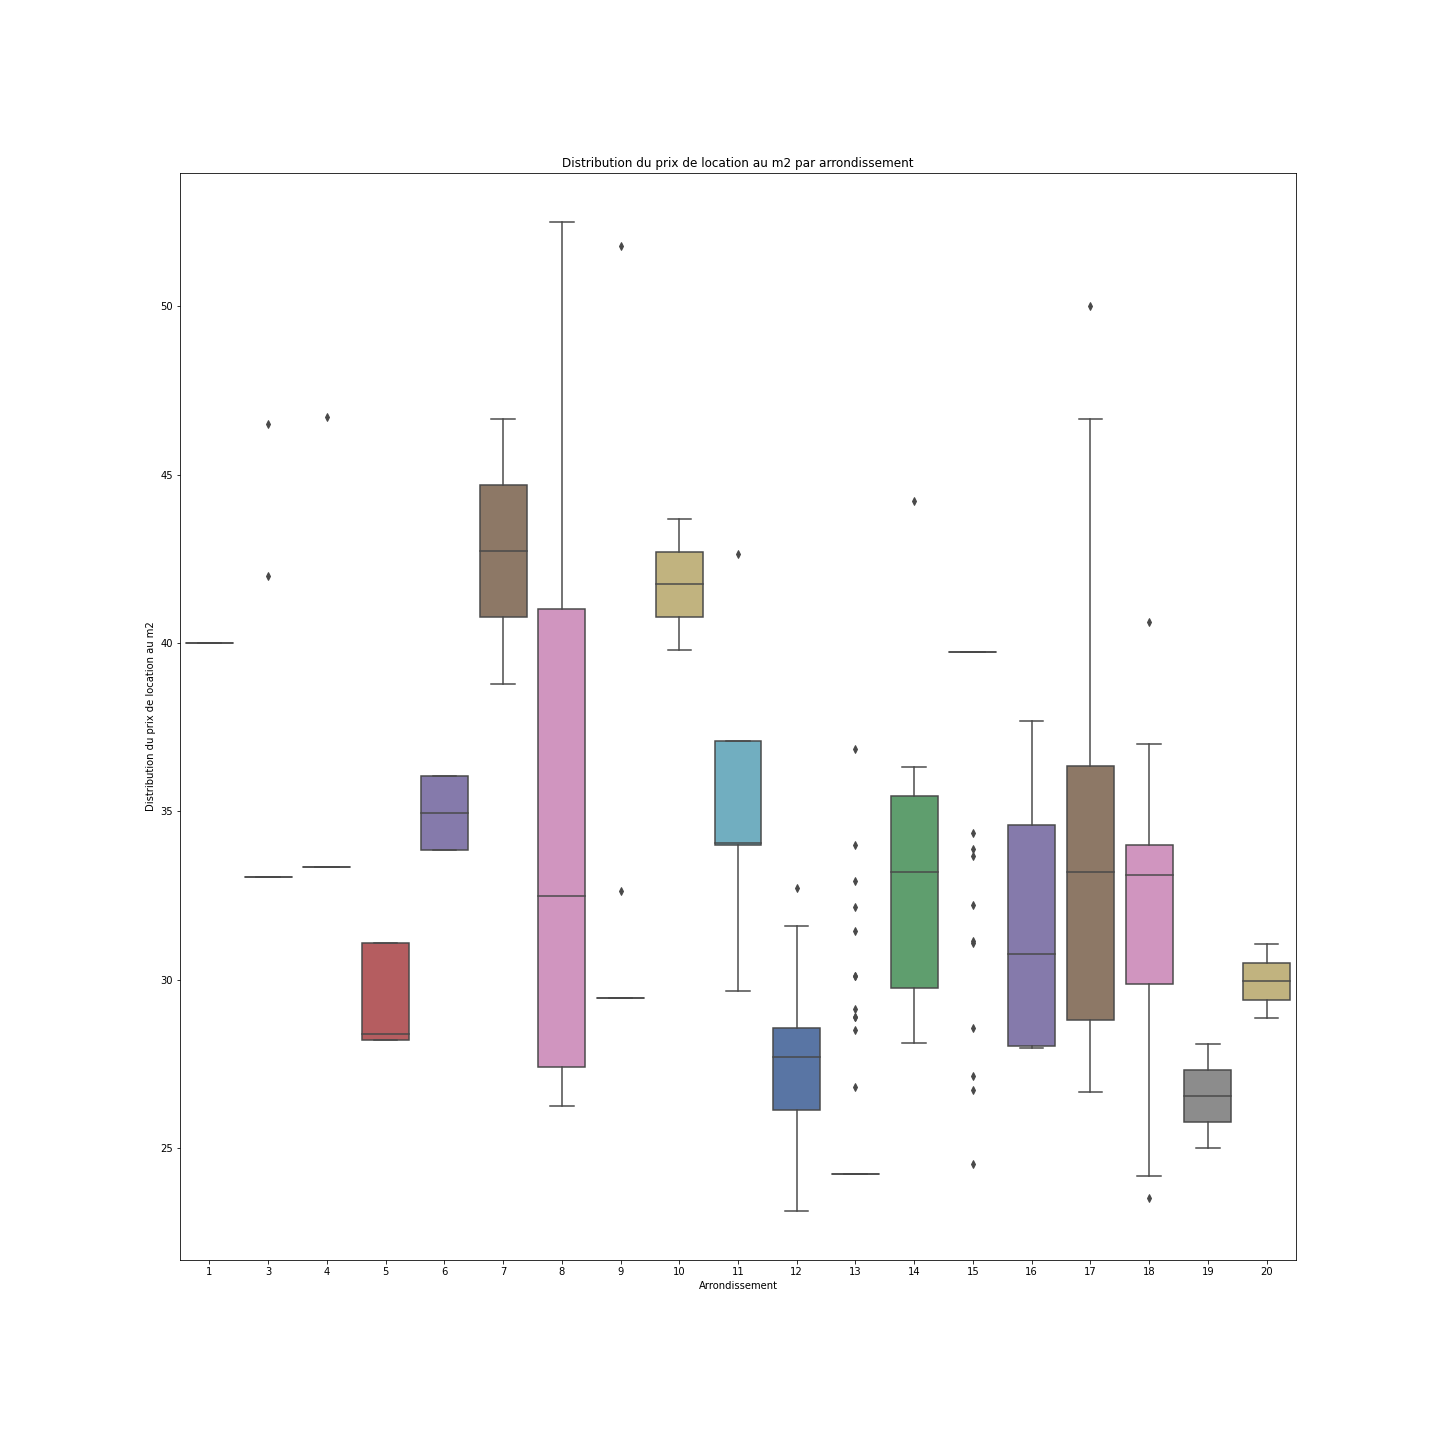 Distribution du prix de location au m2 par arrondissement
Distribution du prix de location au m2
50
45
40
35
30
25
1 3 4 5 6 7 8 9 10 11 12 13 14 15 16 17 18 19 20
Arrondissement